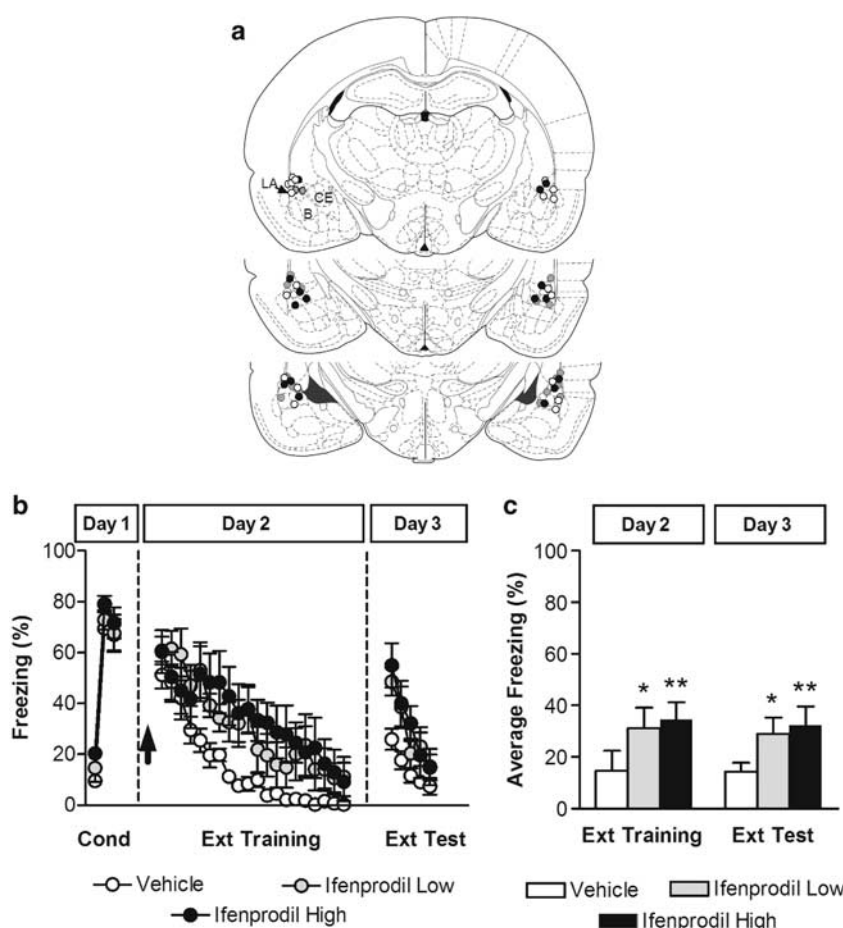 a
LA
CE
B
b
Day 1
Day 2
Day 3
Freezing (%)
100
80
60
40
20
0
Cond
Ext Training
Ext Test
Vehicle
Ifenprodil Low
Ifenprodil High
c
Day 2
Day 3
Average Freezing (%)
100
80
60
40
20
0
*
**
*
**
Ext Training
Ext Test
Vehicle
Ifenprodil Low
Ifenprodil High